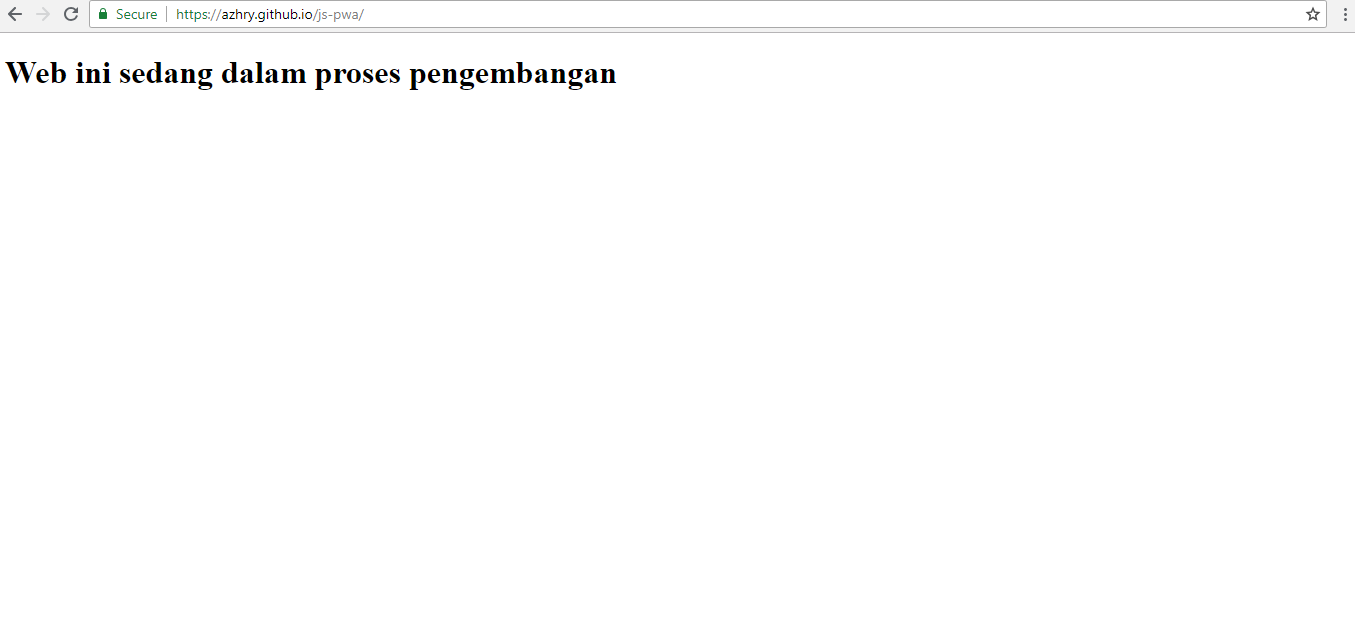 Secure
https://azhry.github.io/js-pwa/
Web ini sedang dalam proses pengembangan